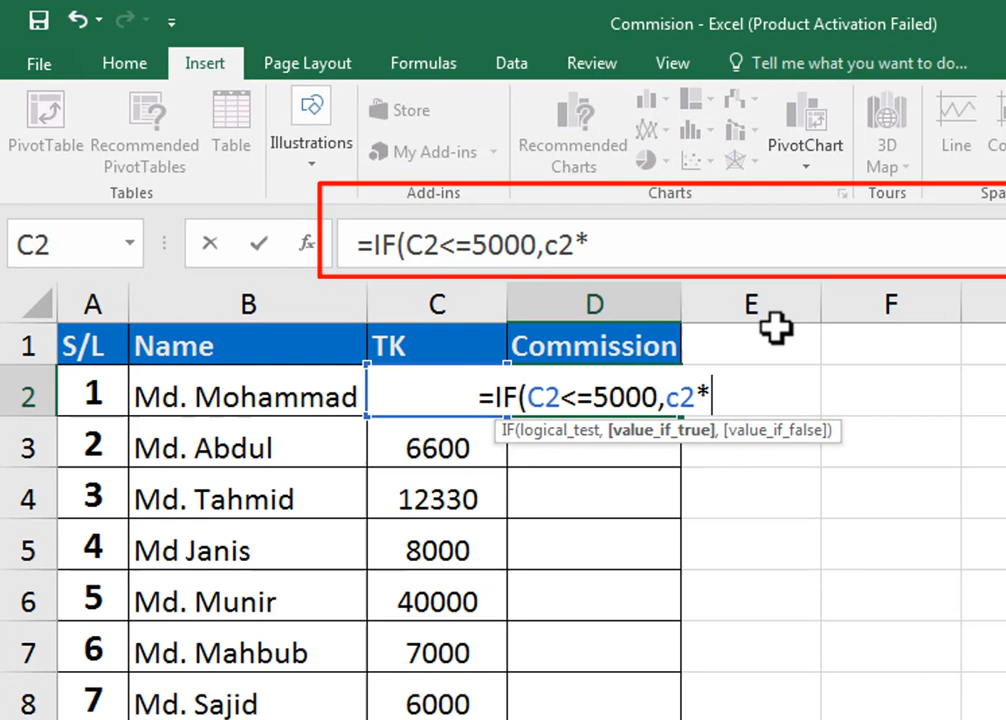 Commision - Excel (Product Activation Failed)
File Home Insert Page Layout Formulas Data Review View Tell me what you want to do...
PivotTable Recommended PivotTables Table
Illustrations
Store
My Add-ins
Recommended Charts
PivotChart
3D Map
Line
Tables Add-ins Charts Tours
C2 fx =IF(C2<=5000,c2*
A B C D E F
1 S/L Name TK Commission
2 1 Md. Mohammad =IF(C2<=5000,c2*
IF(logical_test, [value_if_true], [value_if_false])
3 2 Md. Abdul 6600
4 3 Md. Tahmid 12330
5 4 Md Janis 8000
6 5 Md. Munir 40000
7 6 Md. Mahbub 7000
8 7 Md. Sajid 6000